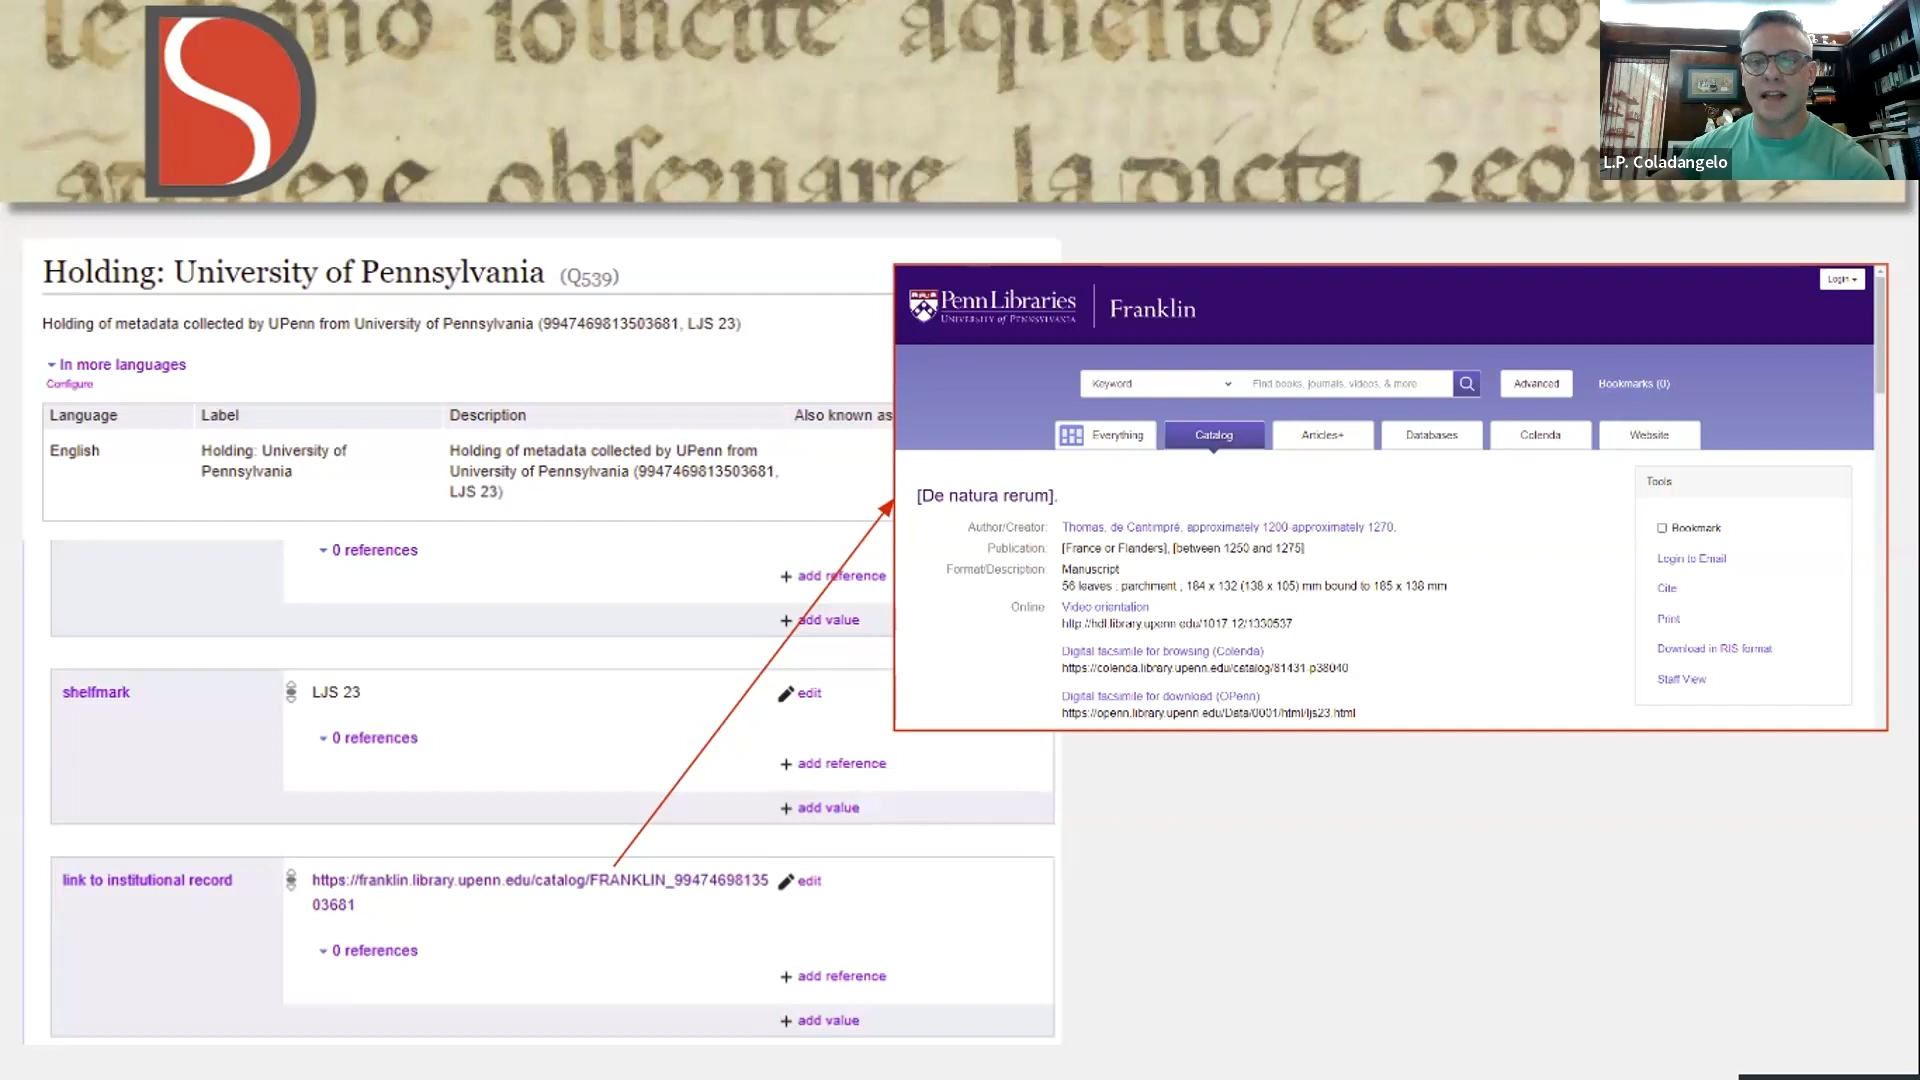 L.P. Coladangelo
Holding: University of Pennsylvania (Q539)
Holding of metadata collected by UPenn from University of Pennsylvania (9947469813503681, LJS 23)
In more languages
Configure
Language Label Description Also known as
English Holding: University of Pennsylvania Holding of metadata collected by UPenn from University of Pennsylvania (9947469813503681, LJS 23)
0 references
+ add reference
+ add value
shelfmark LJS 23 edit
0 references
+ add reference
+ add value
link to institutional record https://franklin.library.upenn.edu/catalog/FRANKLIN_99474698135 edit
03681
0 references
+ add reference
+ add value
Login
Penn Libraries Franklin
UNIVERSITY of PENNSYLVANIA
Keyword Find books, journals, videos, & more Advanced Bookmarks (0)
Everything Catalog Articles+ Databases Colenda Website
[De natura rerum].
Author/Creator: Thomas, de Cantimpré, approximately 1200-approximately 1270.
Publication: [France or Flanders], [between 1250 and 1275]
Format/Description: Manuscript
56 leaves : parchment ; 184 x 132 (138 x 105) mm bound to 185 x 138 mm
Online Video orientation
http://hdl.library.upenn.edu/1017.12/1330537
Digital facsimile for browsing (Colenda)
https://colenda.library.upenn.edu/catalog/81431-p38040
Digital facsimile for download (OPenn)
https://openn.library.upenn.edu/Data/0001/html/ljs23.html
Tools
Bookmark
Login to Email
Cite
Print
Download in RIS format
Staff View